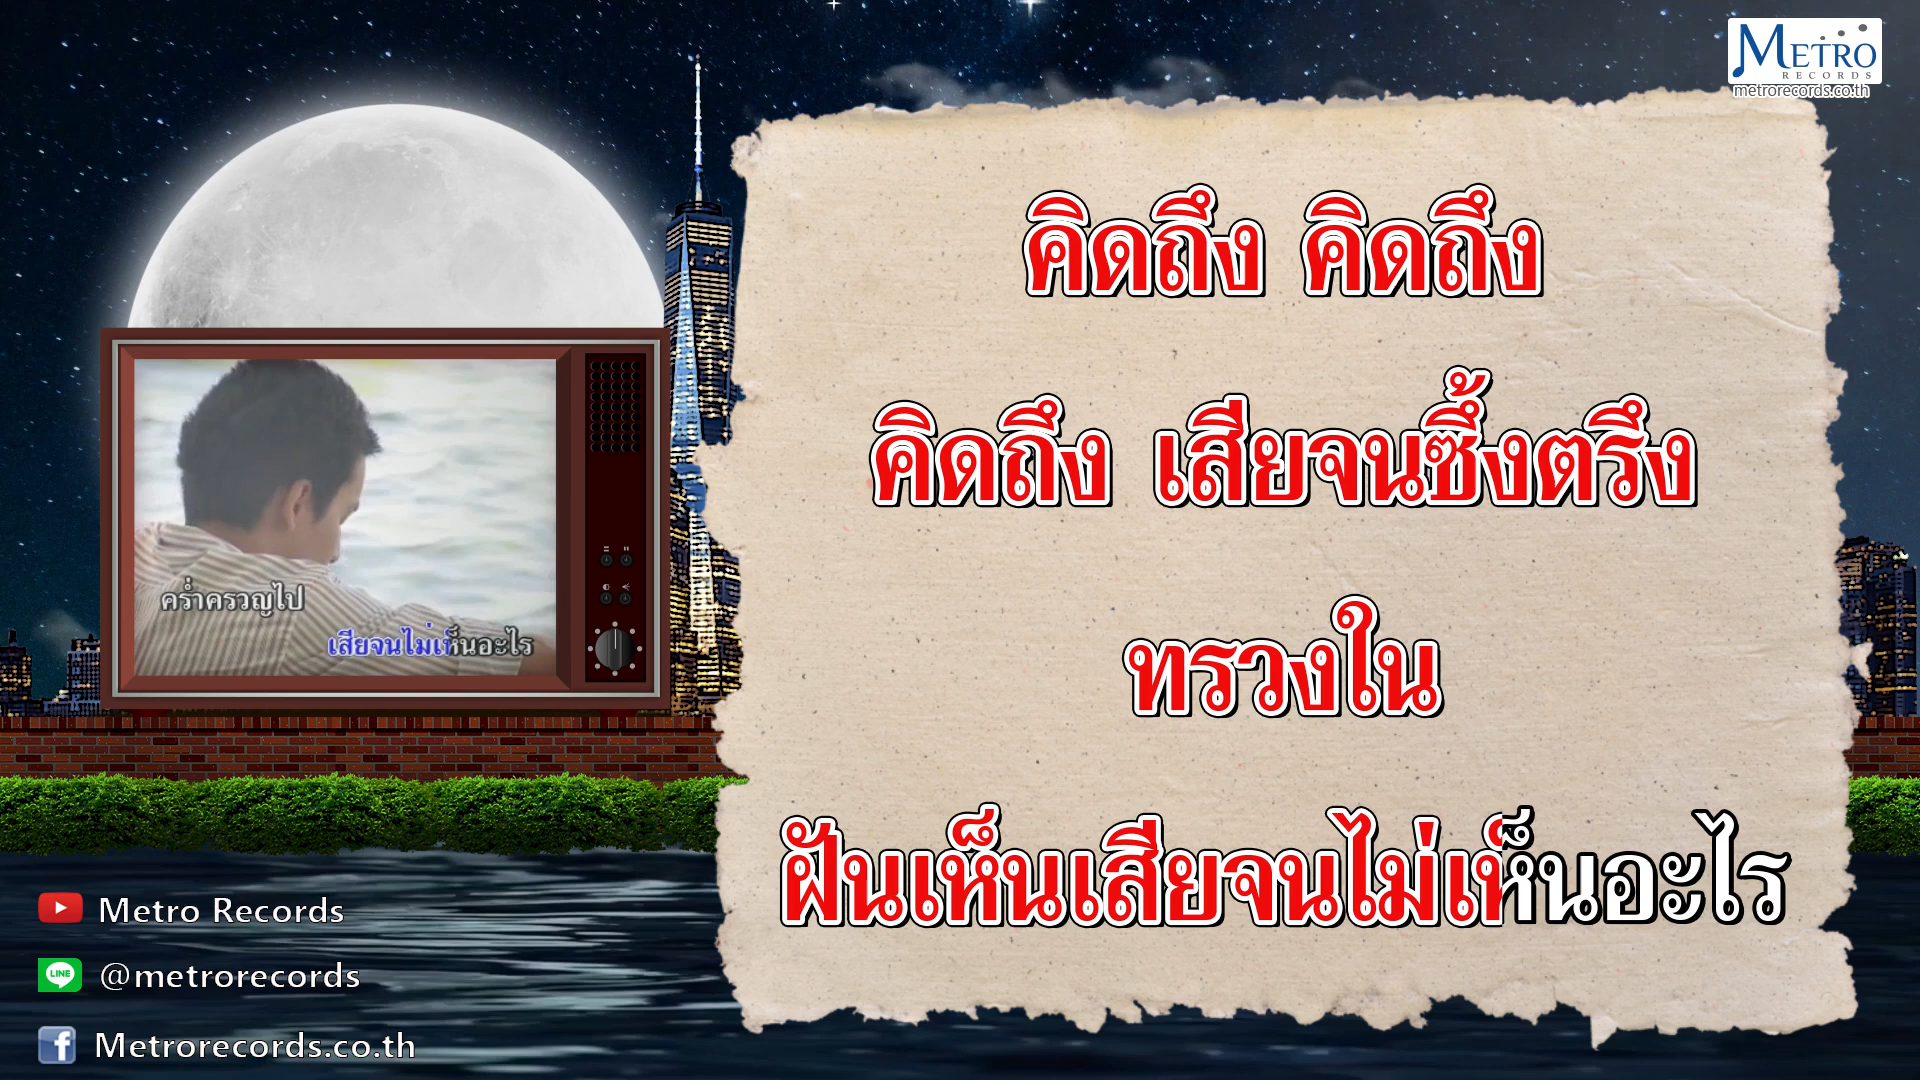 METRO
RECORDS
metrorecords.co.th
คิดถึง คิดถึง
คิดถึง เสียจนซึ้งตรึง
ทรวงใน
ฝันเห็นเสียจนไม่เห็นอะไร
คร่ำครวญไป
เสียจนไม่เห็นอะไร
Metro Records
LINE
@metrorecords
Metrorecords.co.th